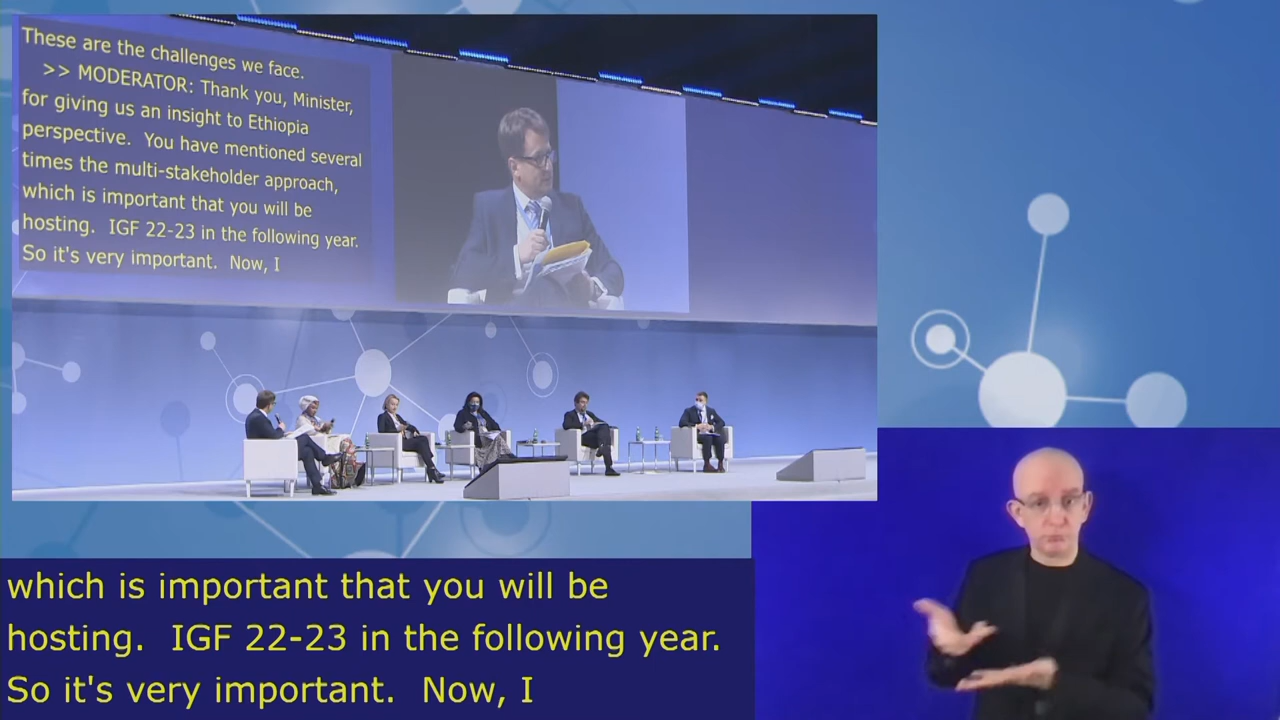 These are the challenges we face.
>> MODERATOR: Thank you, Minister,
for giving us an insight to Ethiopia
perspective. You have mentioned several
times the multi-stakeholder approach,
which is important that you will be
hosting. IGF 22-23 in the following year.
So it's very important. Now, I
which is important that you will be
hosting. IGF 22-23 in the following year.
So it's very important. Now, I